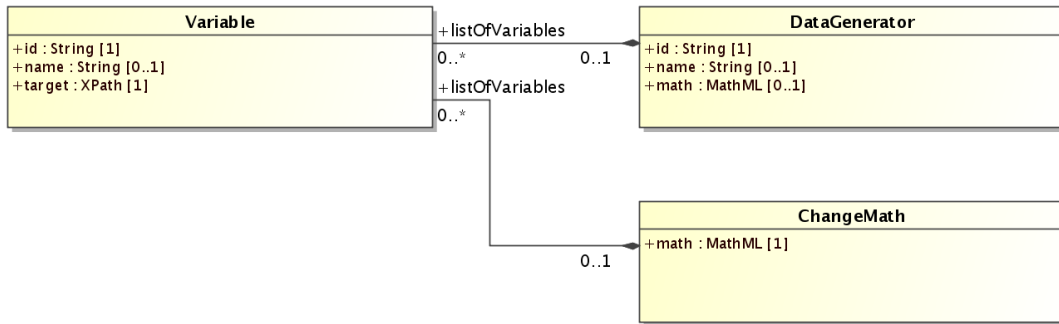 Variable
+id : String [1]
+name : String [0..1]
+target : XPath [1]
+listOfVariables
0..*
0..1
+listOfVariables
0..*
DataGenerator
+id : String [1]
+name : String [0..1]
+math : MathML [0..1]
ChangeMath
+math : MathML [1]
0..1